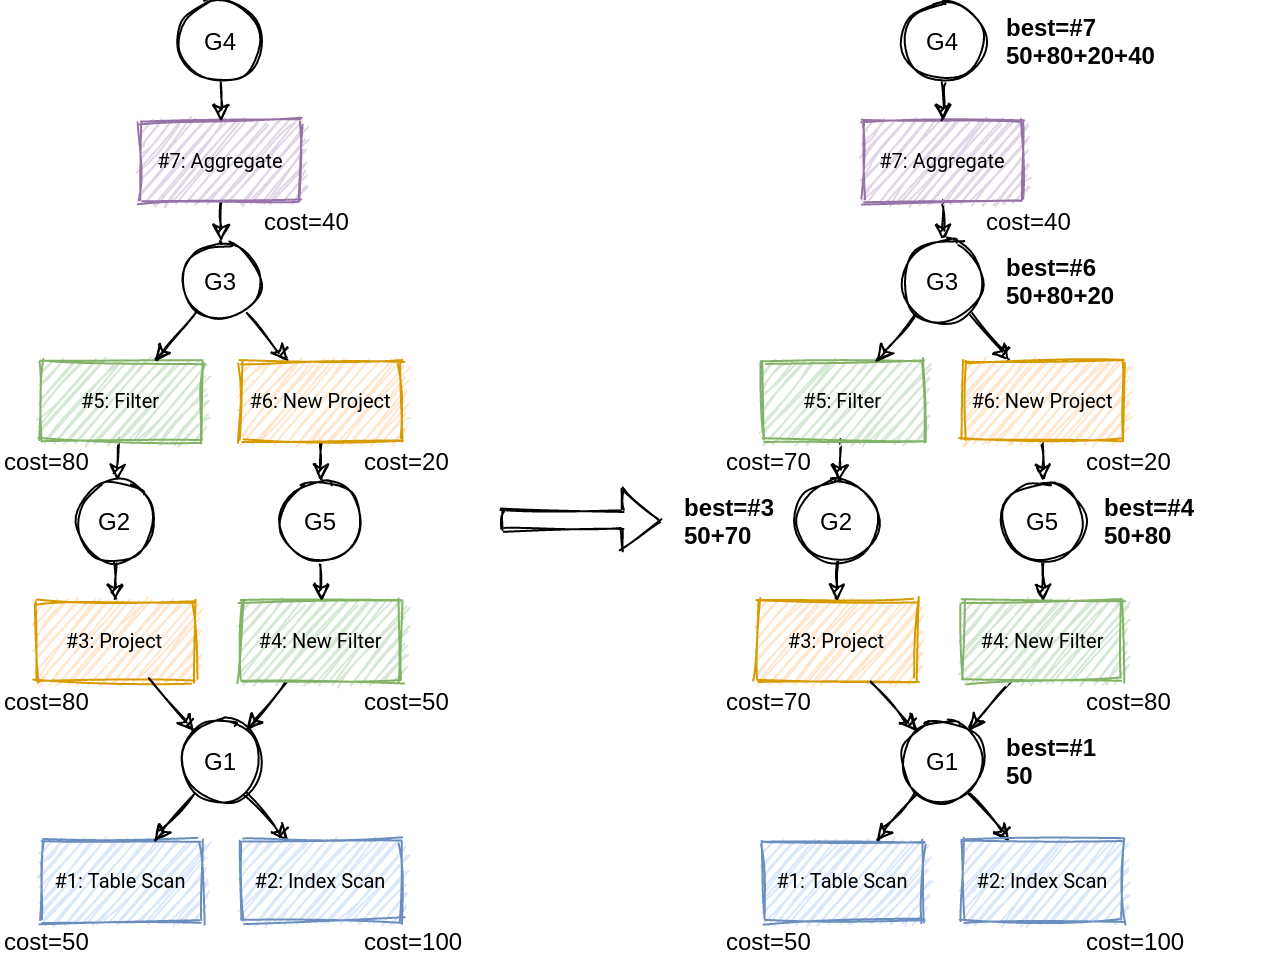 G4
#7: Aggregate
cost=40
G3
#5: Filter
#6: New Project
cost=80
cost=20
G2
G5
#3: Project
#4: New Filter
cost=80
cost=50
G1
#1: Table Scan
#2: Index Scan
cost=50
cost=100
G4
best=#7
50+80+20+40
#7: Aggregate
cost=40
G3
best=#6
50+80+20
#5: Filter
#6: New Project
cost=70
cost=20
best=#3
50+70
G2
G5
best=#4
50+80
#3: Project
#4: New Filter
cost=70
cost=80
G1
best=#1
50
#1: Table Scan
#2: Index Scan
cost=50
cost=100